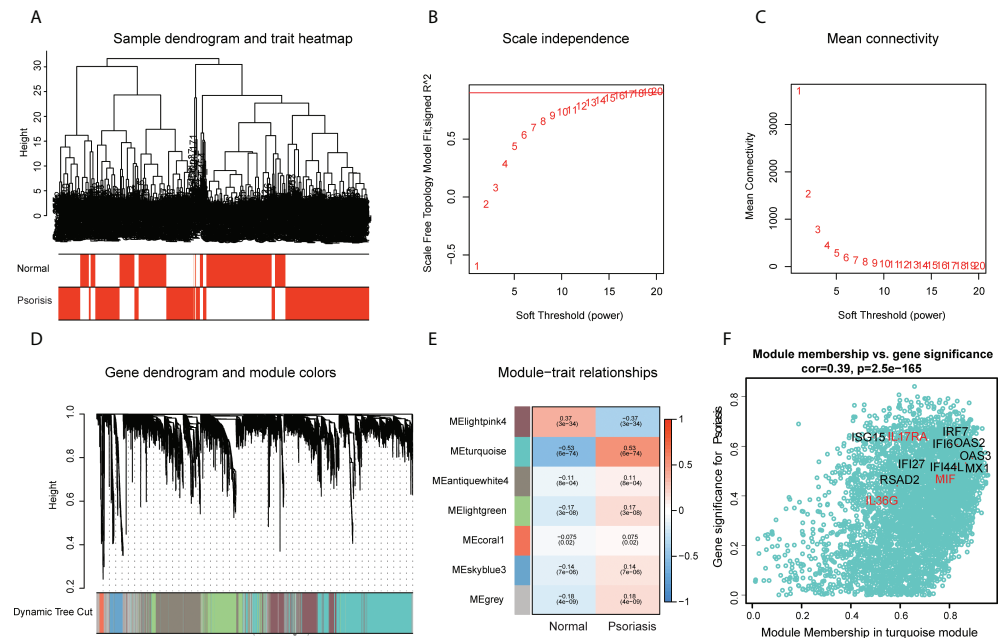 A
Sample dendrogram and trait heatmap
Height
30
25
20
15
10
5
0
Normal
Psorisis
B
Scale independence
Scale Free Topology Model Fit,signed R^2
0.5
0.0
−0.5
1
2
3
4
5
6
7
8
9
10
11
12
13
14
15
16
17
18
19
20
5
10
15
20
Soft Threshold (power)
C
Mean connectivity
Mean Connectivity
3000
2000
1000
0
1
2
3
4
5
6
7
8
9
10
11
12
13
14
15
16
17
18
19
20
5
10
15
20
Soft Threshold (power)
D
Gene dendrogram and module colors
Height
1.0
0.8
0.6
0.4
0.2
Dynamic Tree Cut
E
Module−trait relationships
MElightpink4
0.37
(3e−34)
−0.37
(3e−34)
MEturquoise
−0.53
(6e−74)
0.53
(6e−74)
MEantiquewhite4
−0.11
(8e−04)
0.11
(8e−04)
MElightgreen
−0.17
(3e−08)
0.17
(3e−08)
MEcoral1
−0.075
(0.02)
0.075
(0.02)
MEskyblue3
−0.14
(7e−06)
0.14
(7e−06)
MEgrey
−0.18
(4e−09)
0.18
(4e−09)
Normal
Psoriasis
1
0.5
0
−0.5
−1
F
Module membership vs. gene significance
cor=0.39, p=2.5e−165
Gene significance for Psoriasis
0.8
0.6
0.4
0.2
0.0
ISG15
IL17RA
IRF7
IFI6
OAS2
OAS3
IFI27
IFI44L
MX1
RSAD2
MIF
IL36G
0.0
0.2
0.4
0.6
0.8
Module Membership in turquoise module